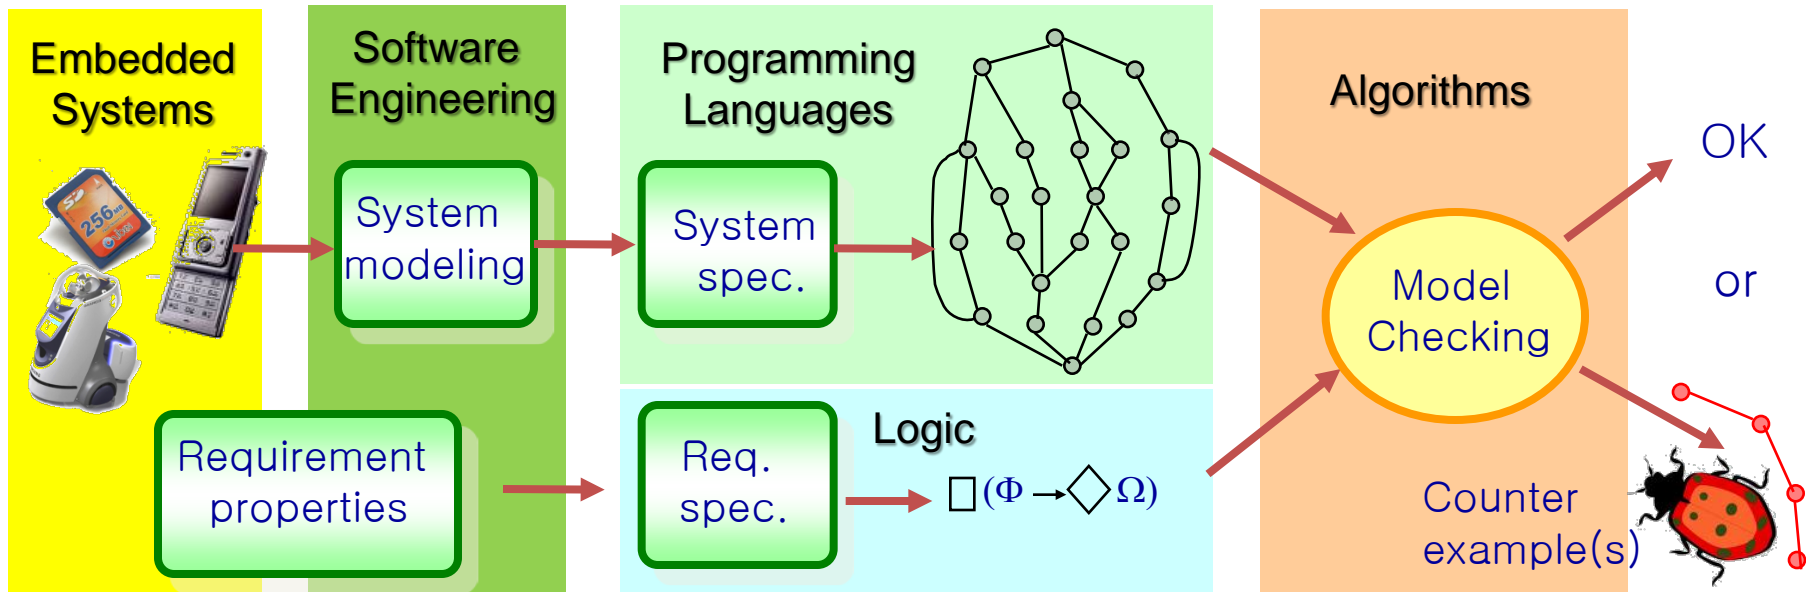 Embedded
Systems
Software
Engineering
Programming
Languages
Algorithms
OK
or
System
modeling
System
spec.
Model
Checking
256MB
Requirement
properties
Req.
spec.
Logic
□(Φ→◇Ω)
Counter
example(s)